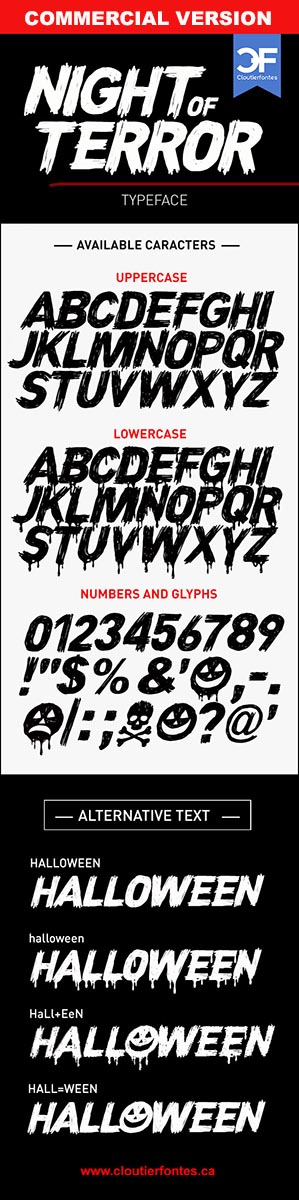 COMMERCIAL VERSION
CF
Cloutierfontes
NIGHT OF
TERROR
TYPEFACE
— AVAILABLE CARACTERS —
UPPERCASE
ABCDEFGHI
JKLMNOPQR
STUVWXYZ
LOWERCASE
ABCDEFGHI
JKLMNOPQR
STUVWXYZ
NUMBERS AND GLYPHS
0123456789
!"$%&',-.
/:;?@'
— ALTERNATIVE TEXT —
HALLOWEEN
HALLOWEEN
halloween
HALLOWEEN
HaLl+EeN
HALLOWEEN
HALL=WEEN
HALLOWEEN
www.cloutierfontes.ca